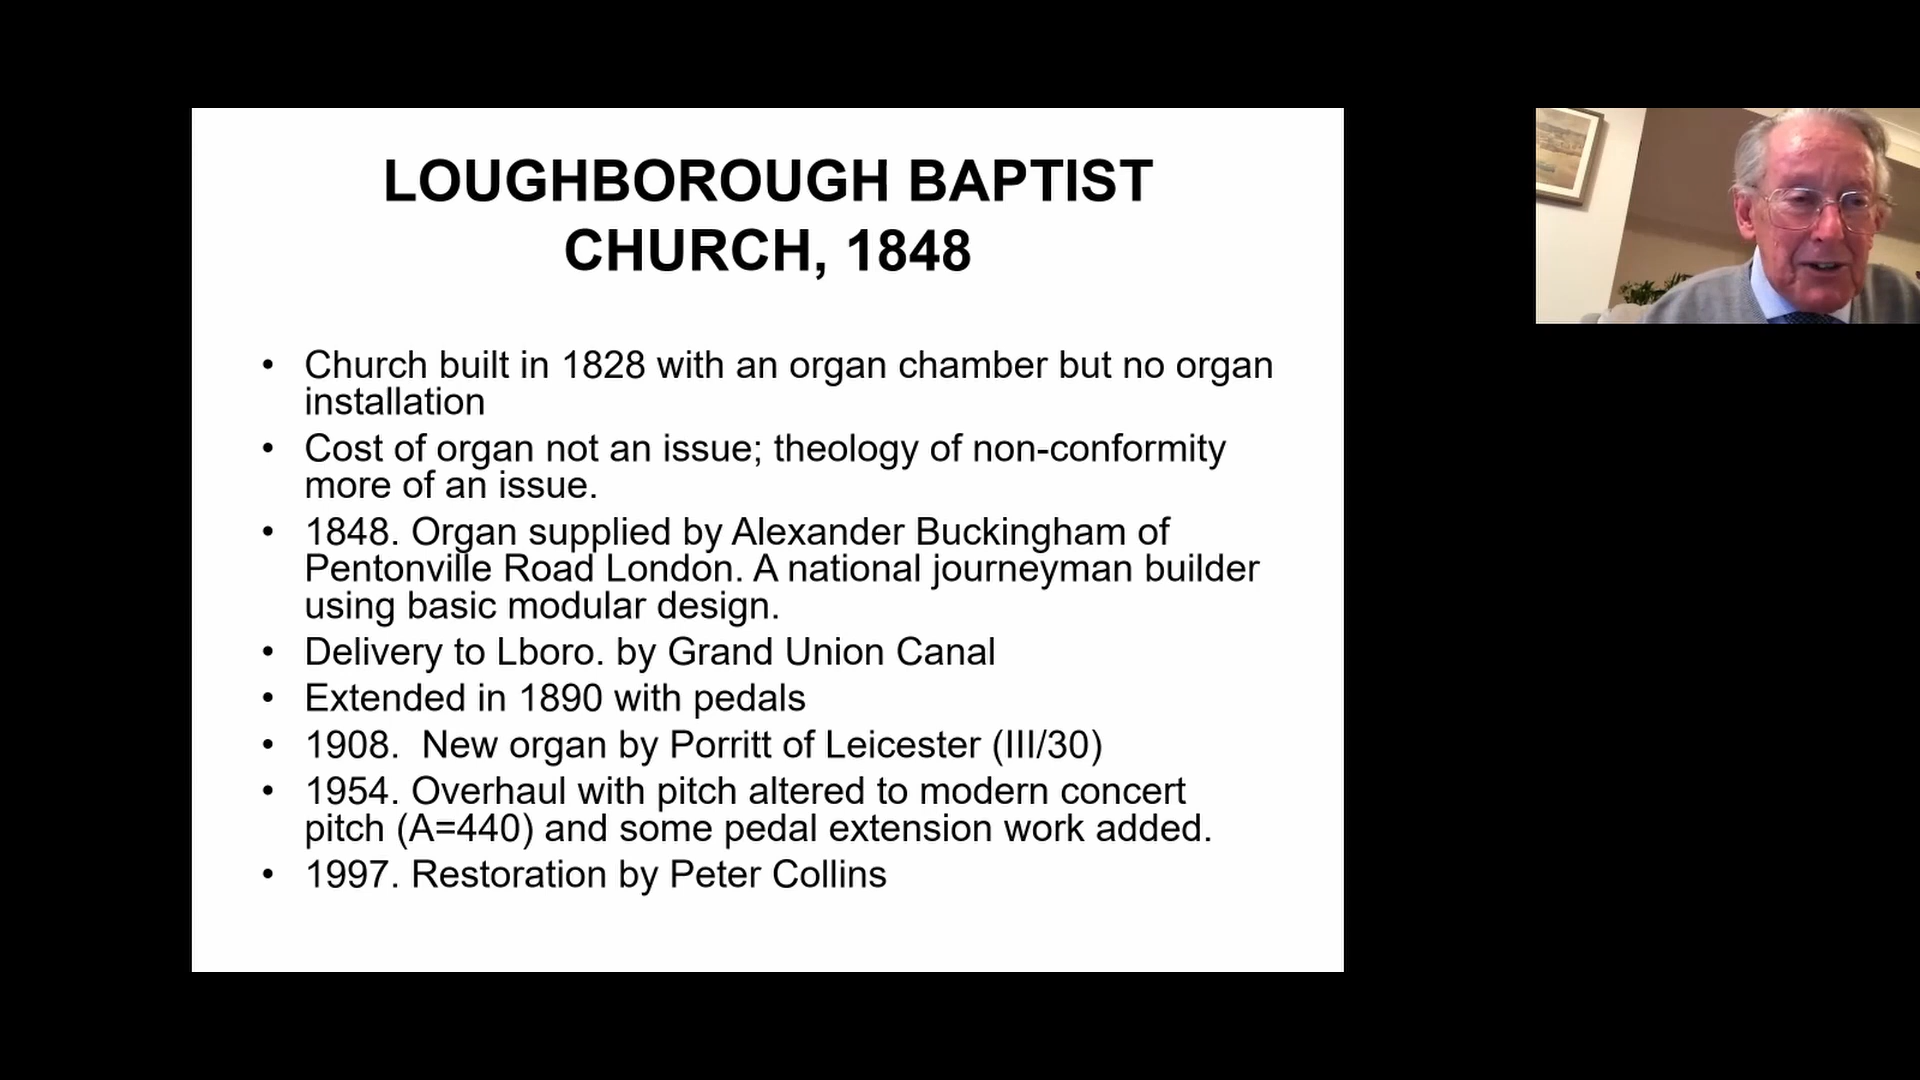 LOUGHBOROUGH BAPTIST
CHURCH, 1848
• Church built in 1828 with an organ chamber but no organ
installation
• Cost of organ not an issue; theology of non-conformity
more of an issue.
• 1848. Organ supplied by Alexander Buckingham of
Pentonville Road London. A national journeyman builder
using basic modular design.
• Delivery to Lboro. by Grand Union Canal
• Extended in 1890 with pedals
• 1908.  New organ by Porritt of Leicester (III/30)
• 1954. Overhaul with pitch altered to modern concert
pitch (A=440) and some pedal extension work added.
• 1997. Restoration by Peter Collins